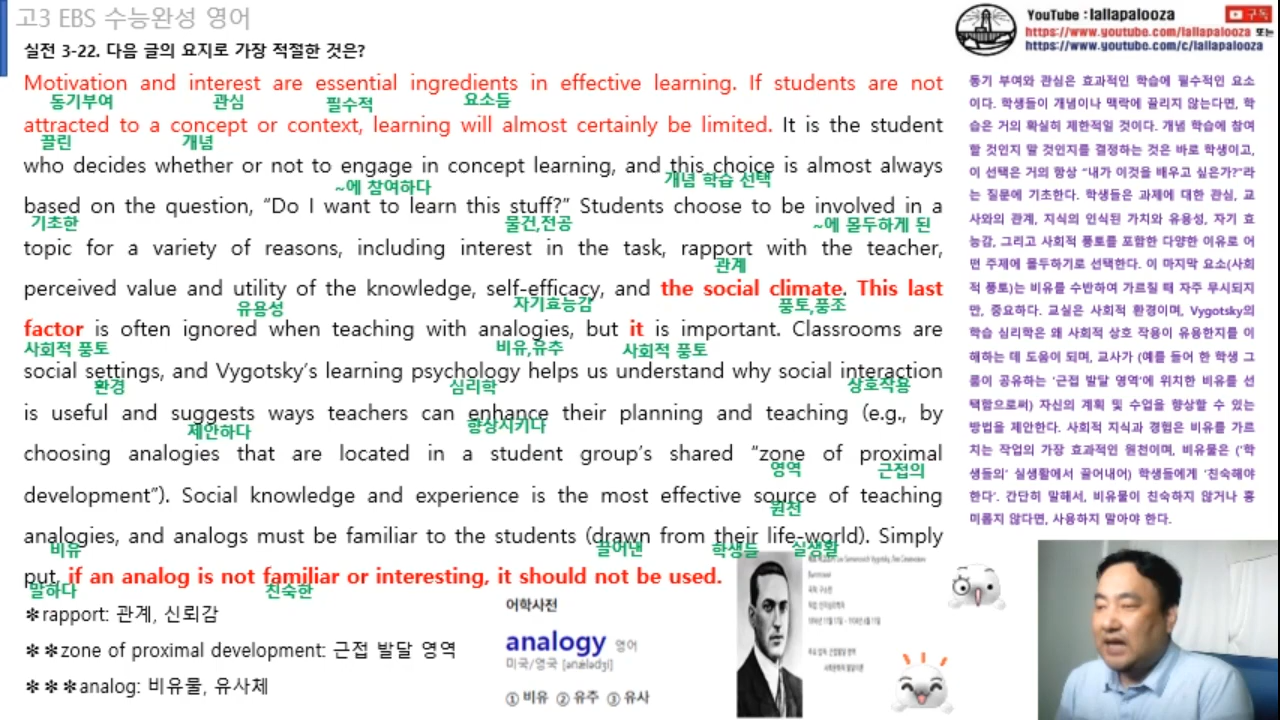 고3 EBS 수능완성 영어
YouTube : lallapalooza
구독
https://www.youtube.com/lallapalooza 또는
https://www.youtube.com/c/lallapalooza
실전 3-22. 다음 글의 요지로 가장 적절한 것은?
Motivation and interest are essential ingredients in effective learning. If students are not
동기부여 관심 필수적 요소들
attracted to a concept or context, learning will almost certainly be limited. It is the student
끌린 개념
who decides whether or not to engage in concept learning, and this choice is almost always
~에 참여하다 개념 학습 선택
based on the question, “Do I want to learn this stuff?” Students choose to be involved in a
기초한 물건,전공 ~에 몰두하게 된
topic for a variety of reasons, including interest in the task, rapport with the teacher,
관계
perceived value and utility of the knowledge, self-efficacy, and the social climate. This last
유용성 자기효능감 풍토,풍조
factor is often ignored when teaching with analogies, but it is important. Classrooms are
사회적 풍토 비유,유추 사회적 풍토
social settings, and Vygotsky’s learning psychology helps us understand why social interaction
환경 심리학 상호작용
is useful and suggests ways teachers can enhance their planning and teaching (e.g., by
제안하다 향상시키다
choosing analogies that are located in a student group’s shared “zone of proximal
영역 근접의
development”). Social knowledge and experience is the most effective source of teaching
원천
analogies, and analogs must be familiar to the students (drawn from their life-world). Simply
비유 끌어낸 학생들 실생활
put, if an analog is not familiar or interesting, it should not be used.
말하다 친숙한
✻rapport: 관계, 신뢰감
✻✻zone of proximal development: 근접 발달 영역
✻✻✻analog: 비유물, 유사체
어학사전
analogy 영어
미국/영국 [ənǽlədʒi]
① 비유 ② 유추 ③ 유사
동기 부여와 관심은 효과적인 학습에 필수적인 요소
이다. 학생들이 개념이나 맥락에 끌리지 않는다면, 학
습은 거의 확실히 제한적일 것이다. 개념 학습에 참여
할 것인지 말 것인지를 결정하는 것은 바로 학생이고,
이 선택은 거의 항상 “내가 이것을 배우고 싶은가?”라
는 질문에 기초한다. 학생들은 과제에 대한 관심, 교
사와의 관계, 지식의 인식된 가치와 유용성, 자기 효
능감, 그리고 사회적 풍토를 포함한 다양한 이유로 어
떤 주제에 몰두하기로 선택한다. 이 마지막 요소(사회
적 풍토)는 비유를 수반하여 가르칠 때 자주 무시되지
만, 중요하다. 교실은 사회적 환경이며, Vygotsky의
학습 심리학은 왜 사회적 상호 작용이 유용한지를 이
해하는 데 도움이 되며, 교사가 (예를 들어 한 학생 그
룹이 공유하는 ‘근접 발달 영역’에 위치한 비유를 선
택함으로써) 자신의 계획 및 수업을 향상할 수 있는
방법을 제안한다. 사회적 지식과 경험은 비유를 가르
치는 작업의 가장 효과적인 원천이며, 비유물은 (‘학
생들의’ 실생활에서 끌어내어) 학생들에게 ‘친숙해야
한다’. 간단히 말해서, 비유물이 친숙하지 않거나 흥
미롭지 않다면, 사용하지 말아야 한다.